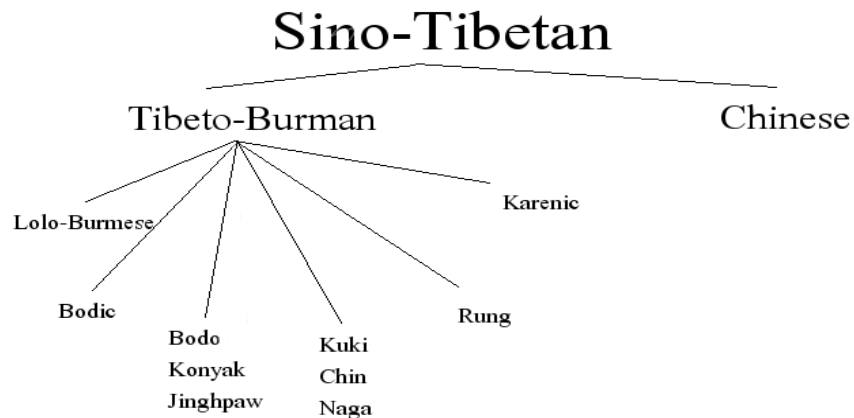 Sino-Tibetan
Tibeto-Burman
Chinese
Lolo-Burmese
Karenic
Bodic
Rung
Bodo
Konyak
Jinghpaw
Kuki
Chin
Naga